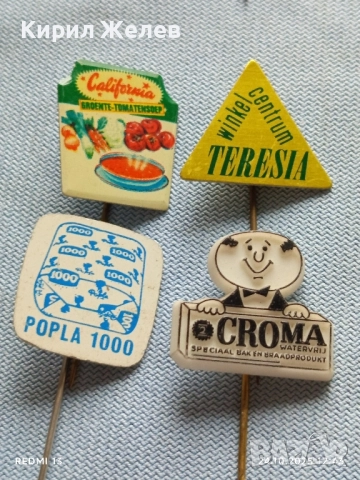 Кирил Желев
California
GROENTE-TOMATENSOEP
winkel centrum
TERESIA
1000
1000
1000
1000
1000
1000
POPLA 1000
CROMA
WATERVRIJ
SPECIAAL BAK EN BRAADPRODUKT
REDMI 13